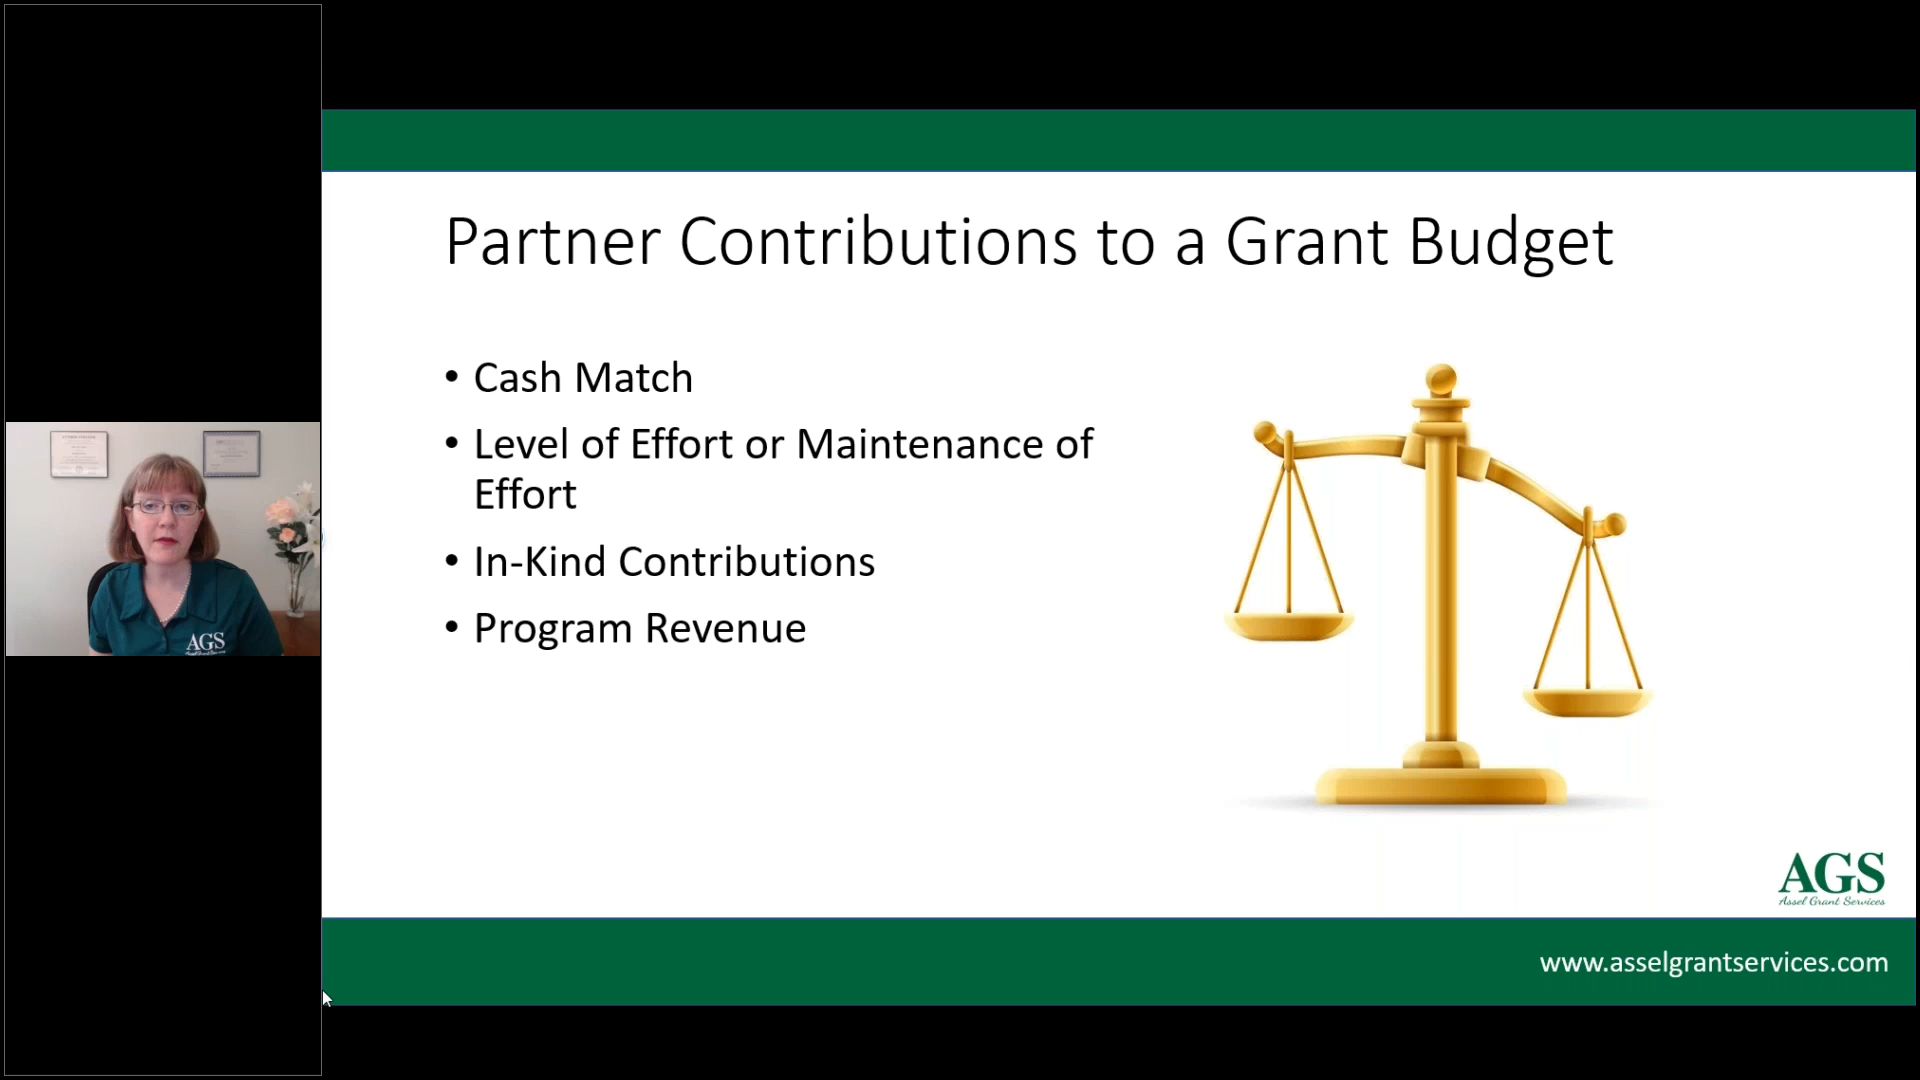 Partner Contributions to a Grant Budget
• Cash Match
• Level of Effort or Maintenance of
Effort
• In-Kind Contributions
• Program Revenue
AGS
AGS
Assel Grant Services
www.asselgrantservices.com